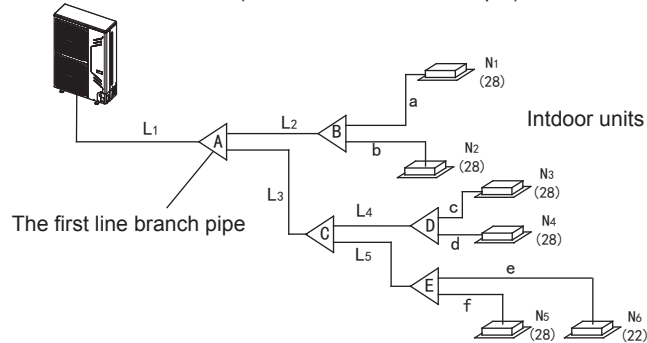 N1
(28)
a
L1
L2
A
B
b
N2
(28)
Intdoor units
L3
N3
(28)
c
The first line branch pipe
L4
C
D
d
N4
(28)
L5
E
e
f
N5
(28)
N6
(22)